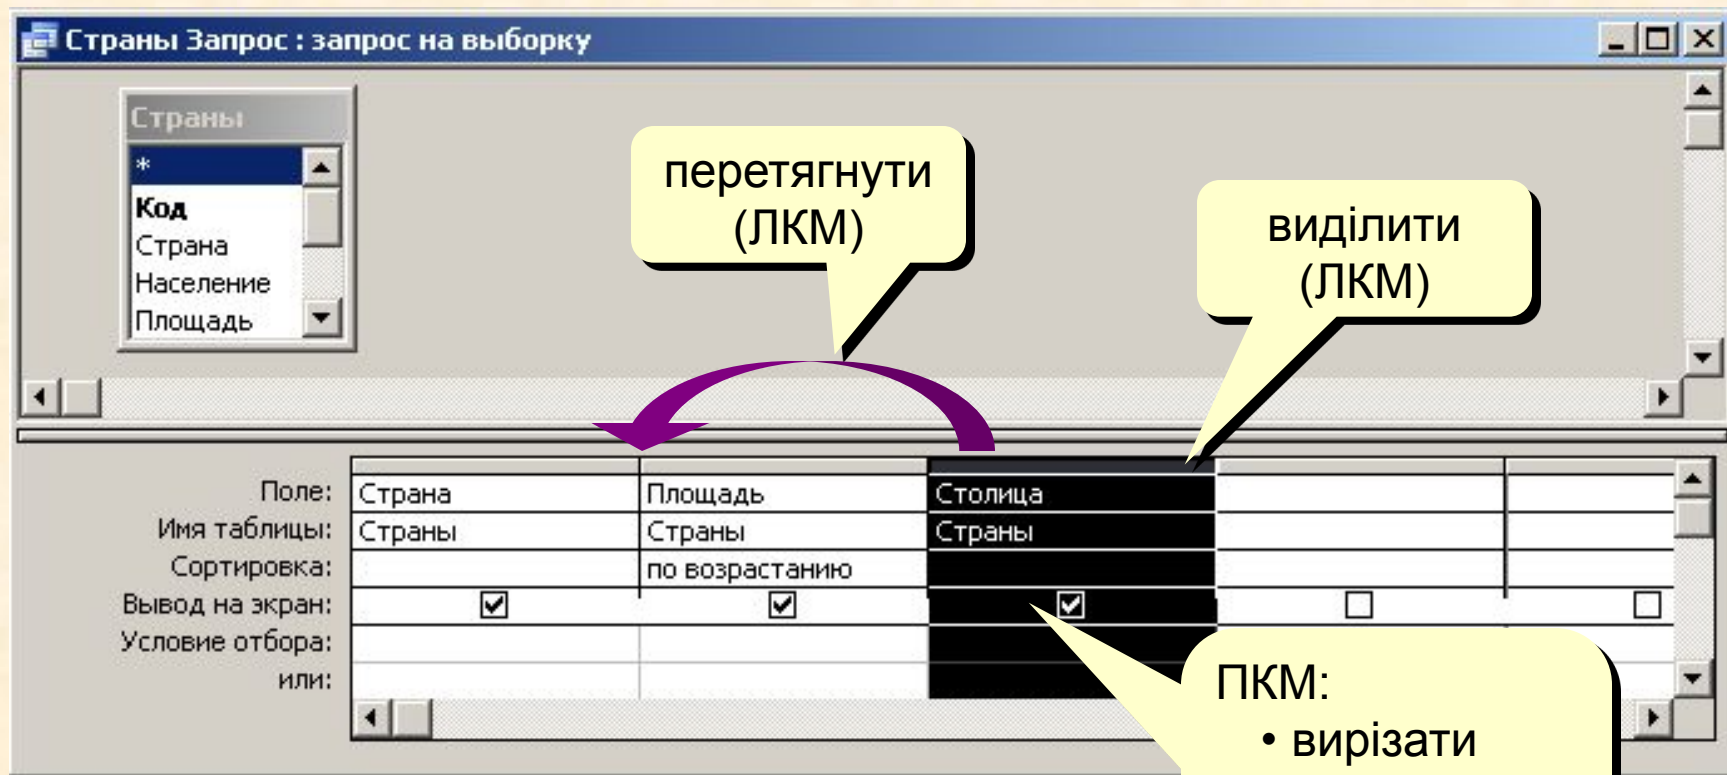 Страны Запрос : запрос на выборку
Страны
*
Код
Страна
Население
Площадь
перетягнути
(ЛКМ)
виділити
(ЛКМ)
Поле: Страна Площадь Столица
Имя таблицы: Страны Страны Страны
Сортировка: по возрастанию
Вывод на экран:
Условие отбора:
или:
ПКМ:
• вирізати